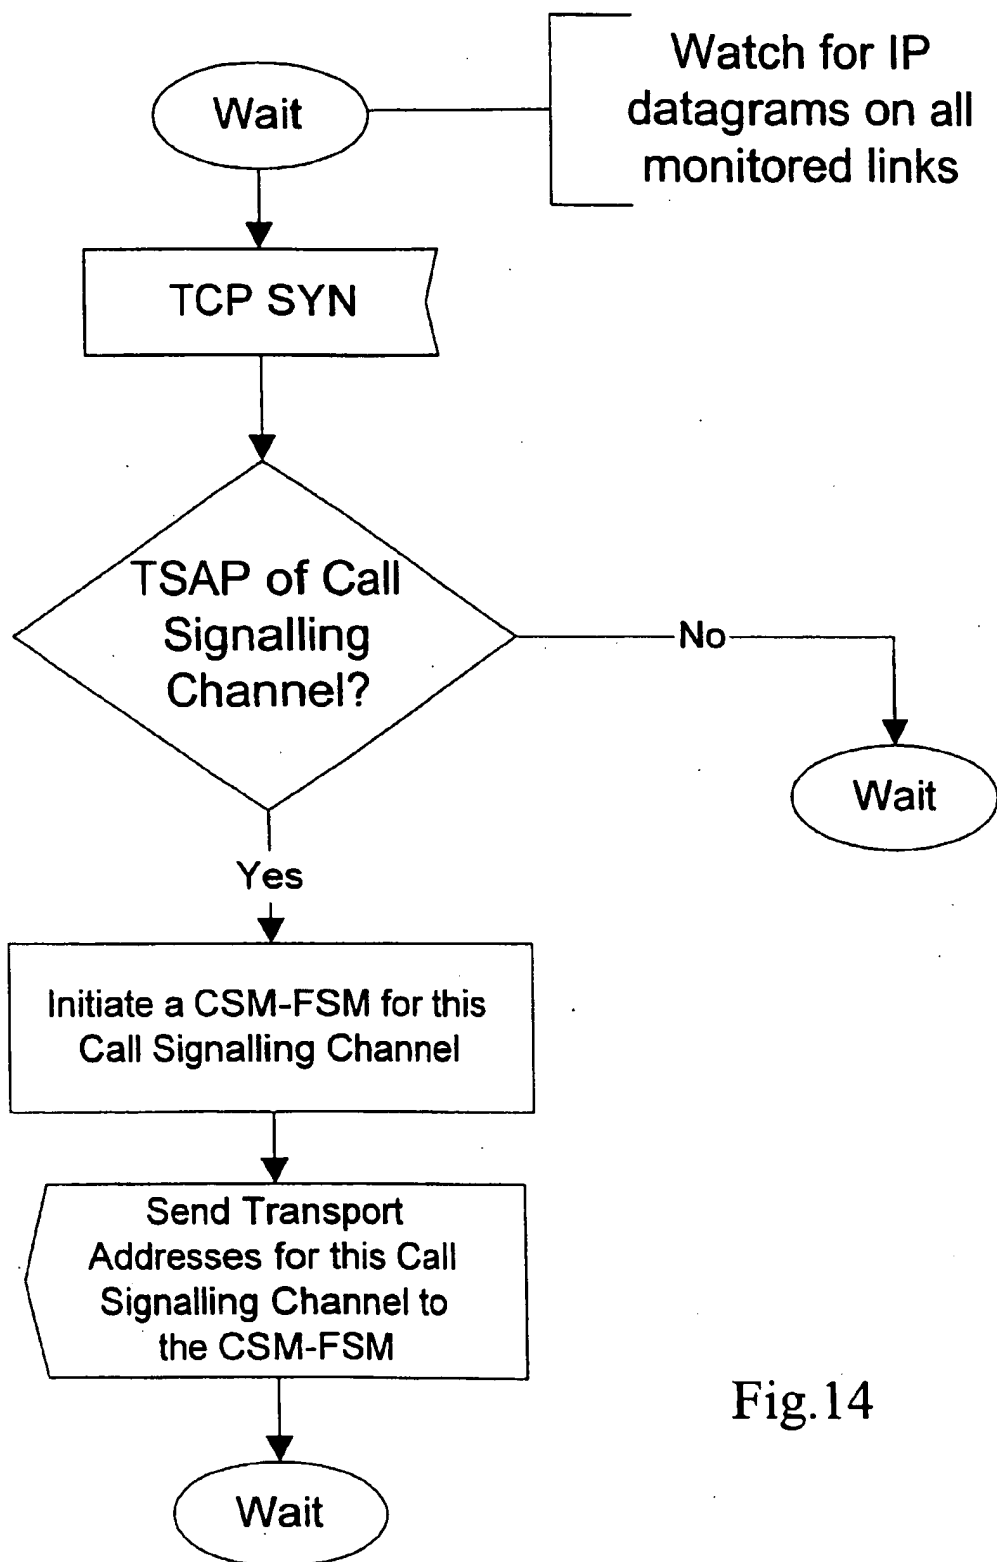 Wait
Watch for IP
datagrams on all
monitored links
TCP SYN
TSAP of Call
Signalling
Channel?
No
Wait
Yes
Initiate a CSM-FSM for this
Call Signalling Channel
Send Transport
Addresses for this Call
Signalling Channel to
the CSM-FSM
Wait
Fig.14